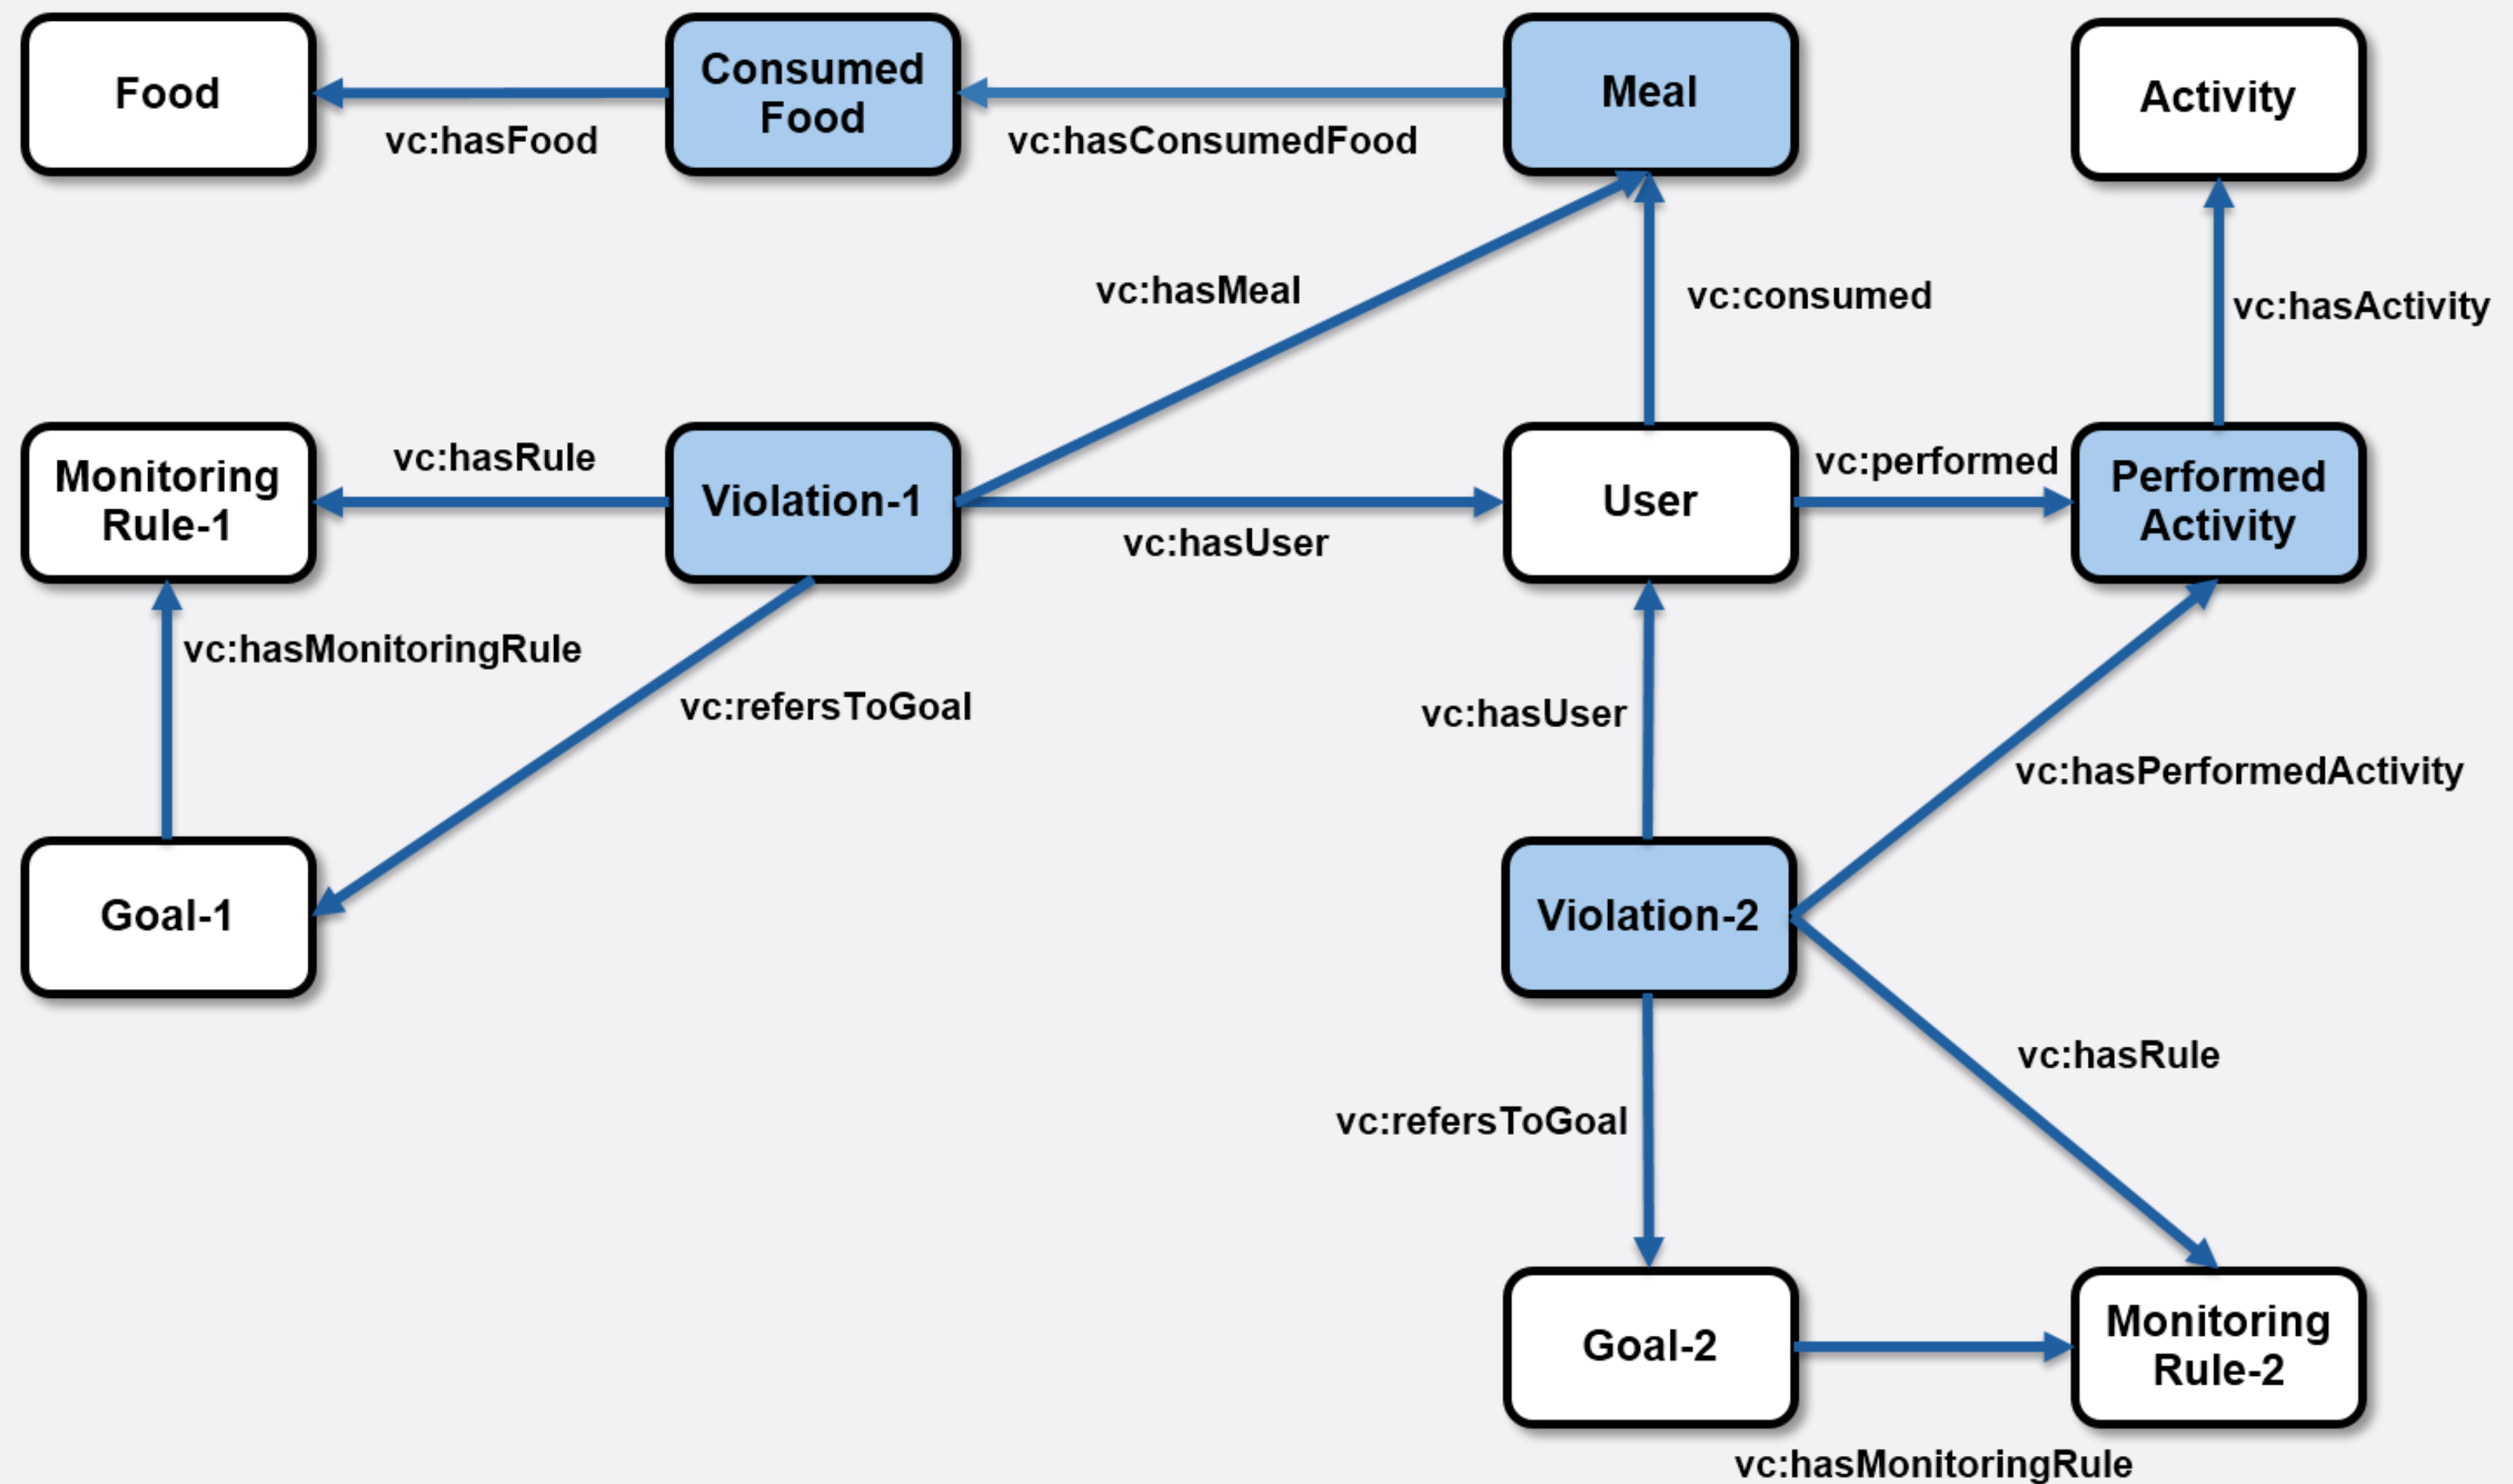 Food
vc:hasFood
Consumed
Food
vc:hasConsumedFood
Meal
Activity
vc:hasMeal
vc:consumed
vc:hasActivity
Monitoring
Rule-1
vc:hasRule
Violation-1
vc:hasUser
User
vc:performed
Performed
Activity
vc:hasMonitoringRule
vc:refersToGoal
vc:hasUser
vc:hasPerformedActivity
Goal-1
Violation-2
vc:hasRule
vc:refersToGoal
Goal-2
Monitoring
Rule-2
vc:hasMonitoringRule